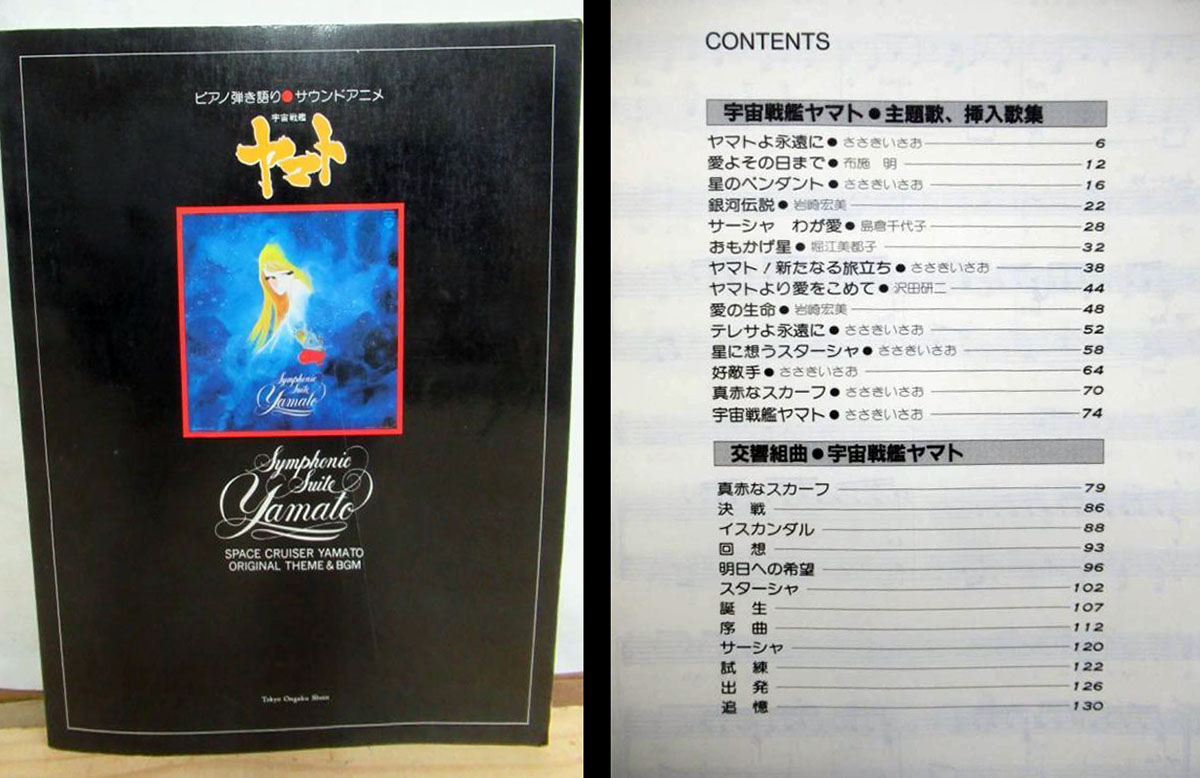 ピアノ弾き語り●サウンドアニメ
宇宙戦艦
ヤマト
Symphonic
Suite
Yamato
Symphonic
Suite
Yamato
SPACE CRUISER YAMATO
ORIGINAL THEME & BGM
Tokyo Ongaku Shoin
CONTENTS
宇宙戦艦ヤマト●主題歌、挿入歌集
ヤマトよ永遠に●ささきいさお 6
愛よその日まで●布施 明 12
星のペンダント●ささきいさお 16
銀河伝説●岩崎宏美 22
サーシャ わが愛●島倉千代子 28
おもかげ星●堀江美都子 32
ヤマト!新たなる旅立ち●ささきいさお 38
ヤマトより愛をこめて●沢田研二 44
愛の生命●岩崎宏美 48
テレサよ永遠に●ささきいさお 52
星に想うスターシャ●ささきいさお 58
好敵手●ささきいさお 64
真赤なスカーフ●ささきいさお 70
宇宙戦艦ヤマト●ささきいさお 74
交響組曲●宇宙戦艦ヤマト
真赤なスカーフ 79
決 戦 86
イスカンダル 88
回 想 93
明日への希望 96
スターシャ 102
誕 生 107
序 曲 112
サーシャ 120
試 練 122
出 発 126
追 憶 130